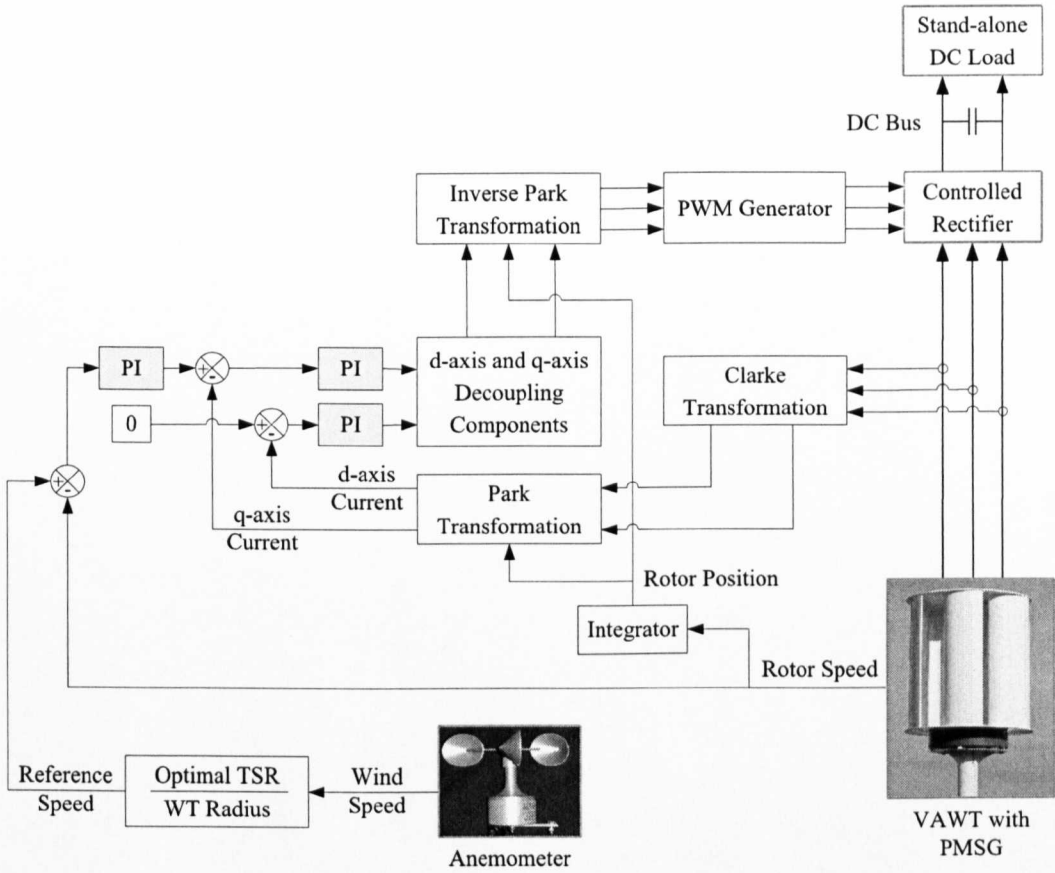 Stand-alone
DC Load
DC Bus
Inverse Park
Transformation
PWM Generator
Controlled
Rectifier
PI
+
-
PI
d-axis and q-axis
Decoupling
Components
Clarke
Transformation
0
+
-
PI
+
-
d-axis
Current
Park
Transformation
q-axis
Current
Rotor Position
Integrator
Rotor Speed
Reference
Speed
Optimal TSR
WT Radius
Wind
Speed
Anemometer
VAWT with
PMSG